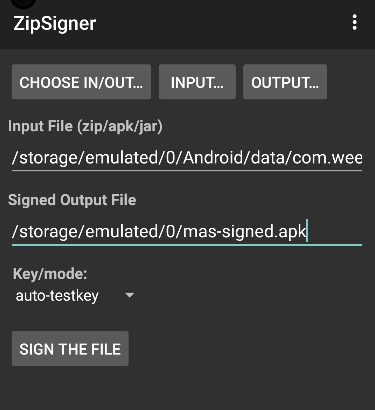 ZipSigner
CHOOSE IN/OUT... INPUT... OUTPUT...
Input File (zip/apk/jar)
/storage/emulated/0/Android/data/com.wee
Signed Output File
/storage/emulated/0/mas-signed.apk
Key/mode:
auto-testkey
SIGN THE FILE